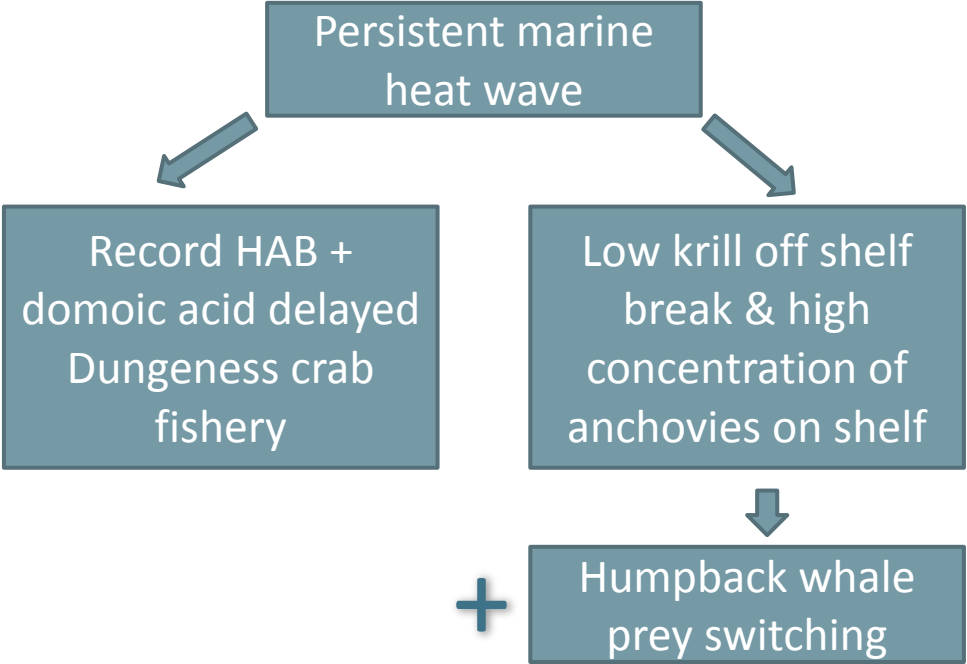 Persistent marine
heat wave
Record HAB +
domoic acid delayed
Dungeness crab
fishery
Low krill off shelf
break & high
concentration of
anchovies on shelf
+
Humpback whale
prey switching